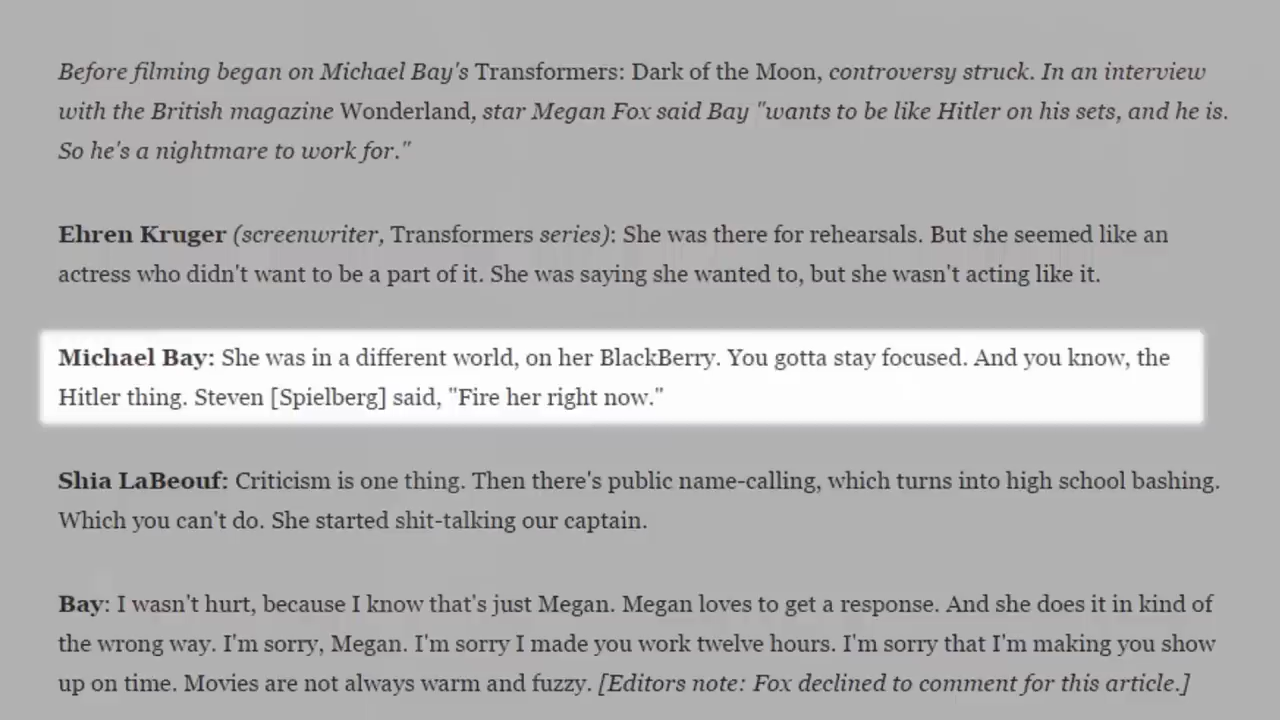 Before filming began on Michael Bay's Transformers: Dark of the Moon, controversy struck. In an interview
with the British magazine Wonderland, star Megan Fox said Bay "wants to be like Hitler on his sets, and he is.
So he's a nightmare to work for."
Ehren Kruger (screenwriter, Transformers series): She was there for rehearsals. But she seemed like an
actress who didn't want to be a part of it. She was saying she wanted to, but she wasn't acting like it.
Michael Bay: She was in a different world, on her BlackBerry. You gotta stay focused. And you know, the
Hitler thing. Steven [Spielberg] said, "Fire her right now."
Shia LaBeouf: Criticism is one thing. Then there's public name-calling, which turns into high school bashing.
Which you can't do. She started shit-talking our captain.
Bay: I wasn't hurt, because I know that's just Megan. Megan loves to get a response. And she does it in kind of
the wrong way. I'm sorry, Megan. I'm sorry I made you work twelve hours. I'm sorry that I'm making you show
up on time. Movies are not always warm and fuzzy. [Editors note: Fox declined to comment for this article.]